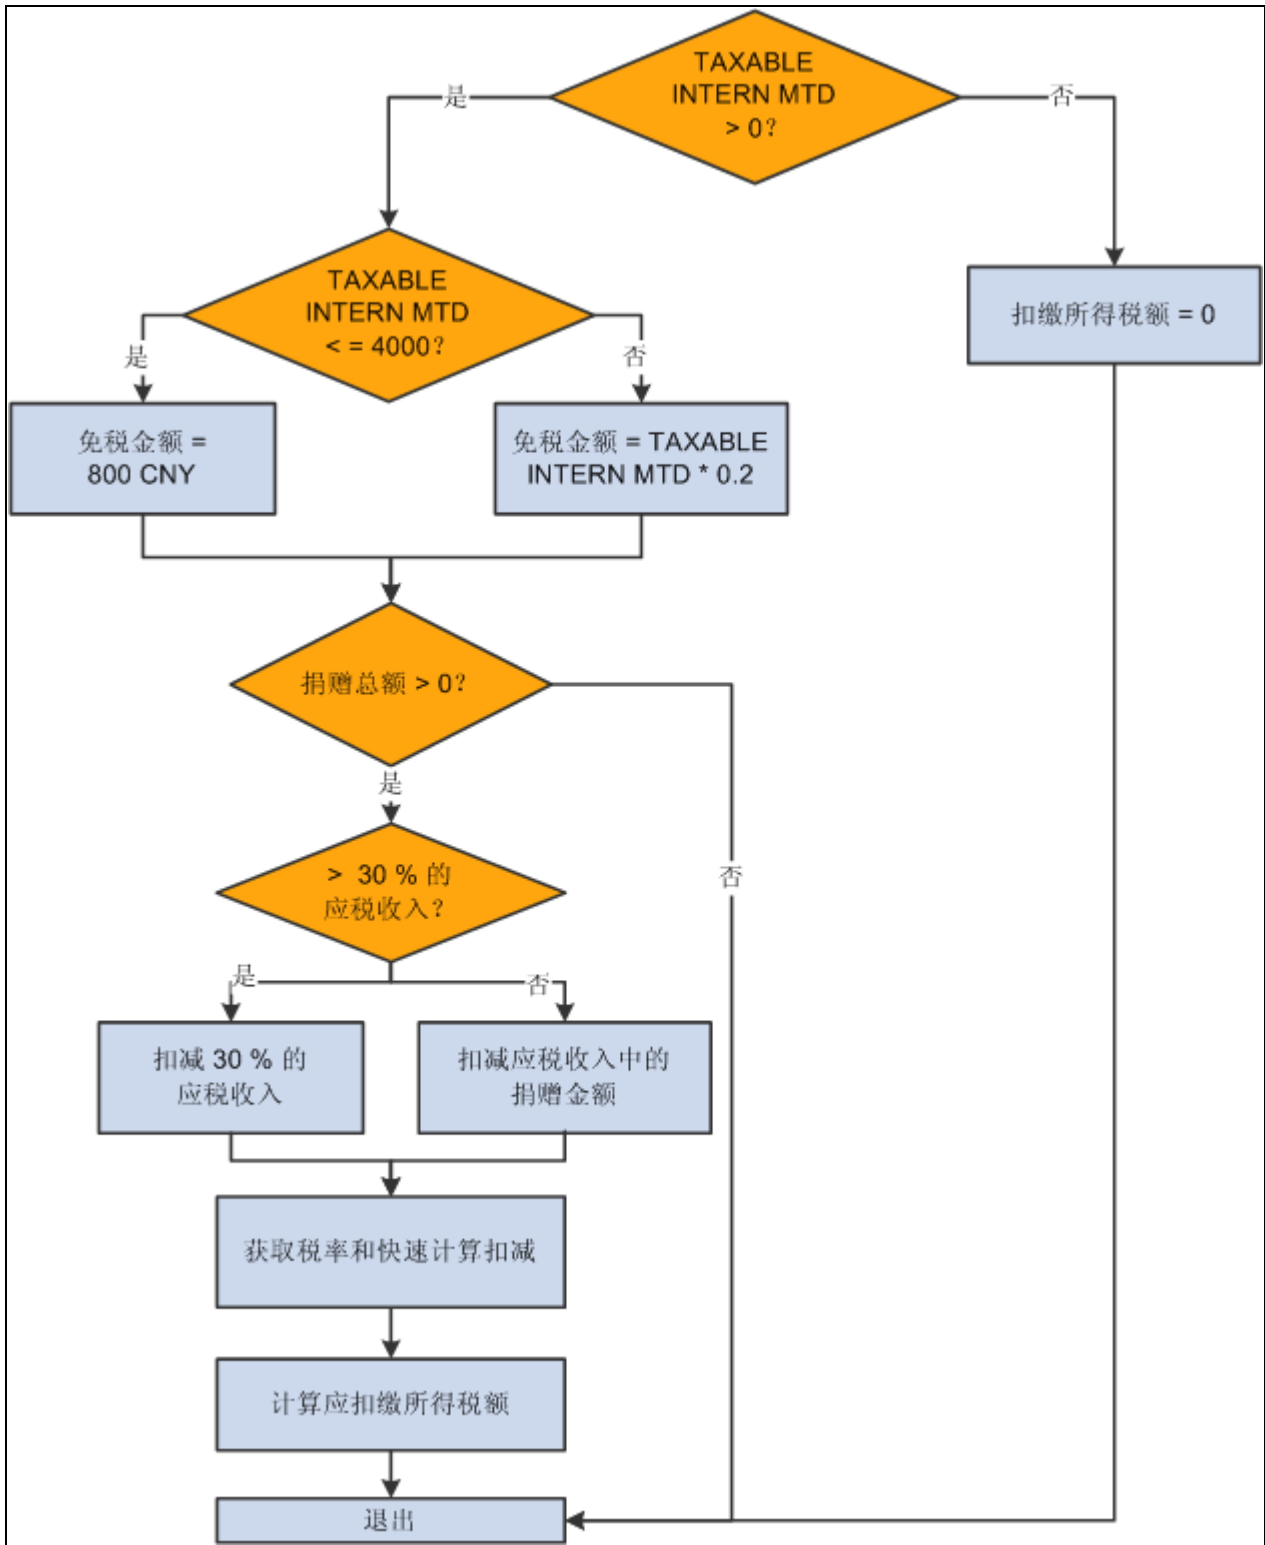 TAXABLE
INTERN MTD
> 0?
是
否
TAXABLE
INTERN MTD
< = 4000?
扣缴所得税额 = 0
是
否
免税金额 =
800 CNY
免税金额 = TAXABLE
INTERN MTD * 0.2
捐赠总额 > 0?
是
否
> 30 % 的
应税收入?
是
否
扣减 30 % 的
应税收入
扣减应税收入中的
捐赠金额
获取税率和快速计算扣减
计算应扣缴所得税额
退出